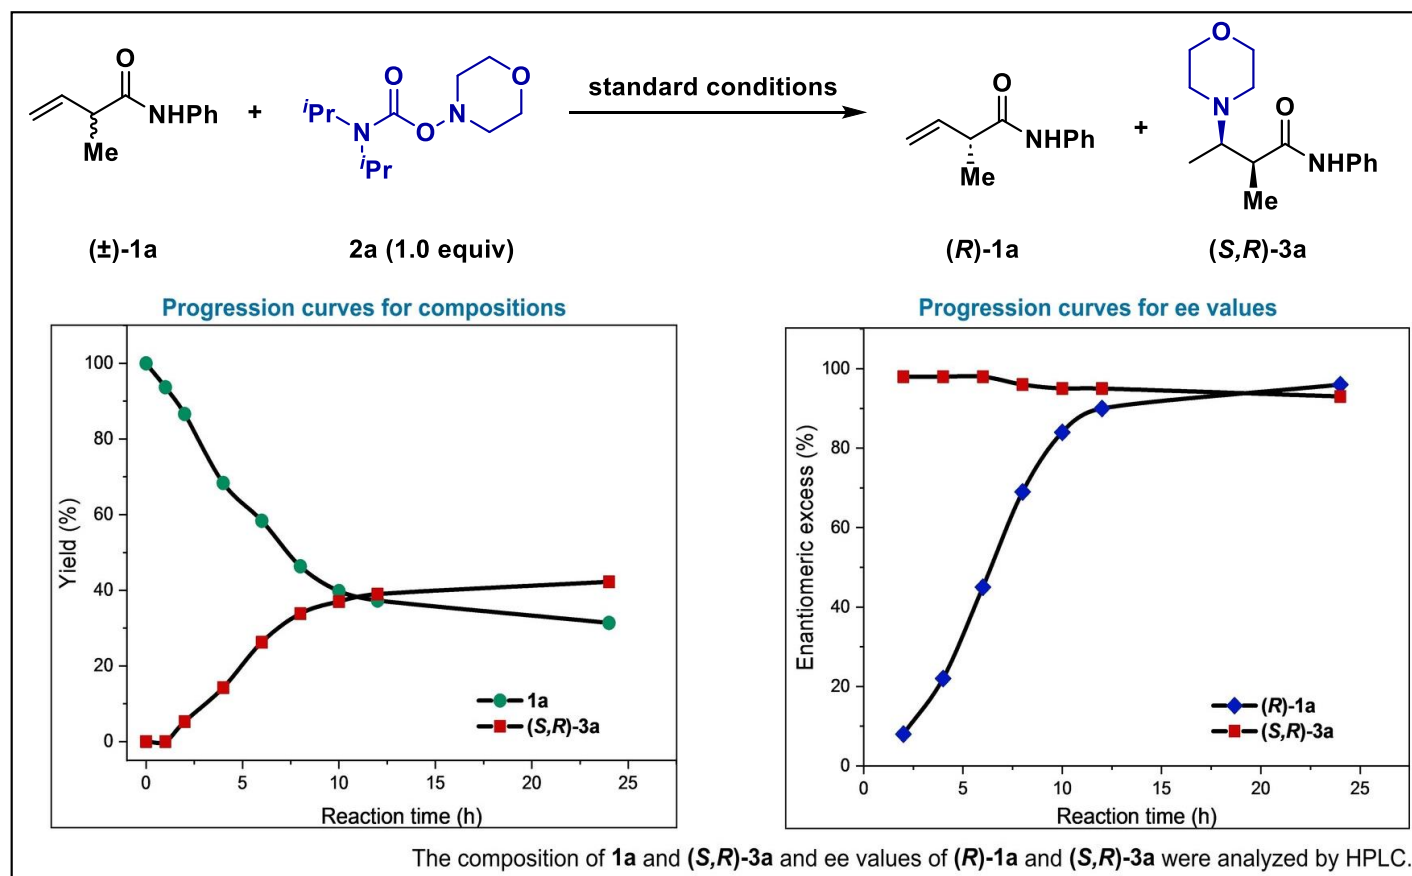 O
NHPh
Me
+
iPr
N
iPr
O
O
N
O
standard conditions
O
NHPh
Me
+
O
N
O
NHPh
Me
(±)-1a
2a (1.0 equiv)
(R)-1a
(S,R)-3a
Progression curves for compositions
Yield (%)
100
80
60
40
20
0
0 5 10 15 20 25
Reaction time (h)
1a
(S,R)-3a
Progression curves for ee values
Enantiomeric excess (%)
100
80
60
40
20
0
0 5 10 15 20 25
Reaction time (h)
(R)-1a
(S,R)-3a
The composition of 1a and (S,R)-3a and ee values of (R)-1a and (S,R)-3a were analyzed by HPLC.